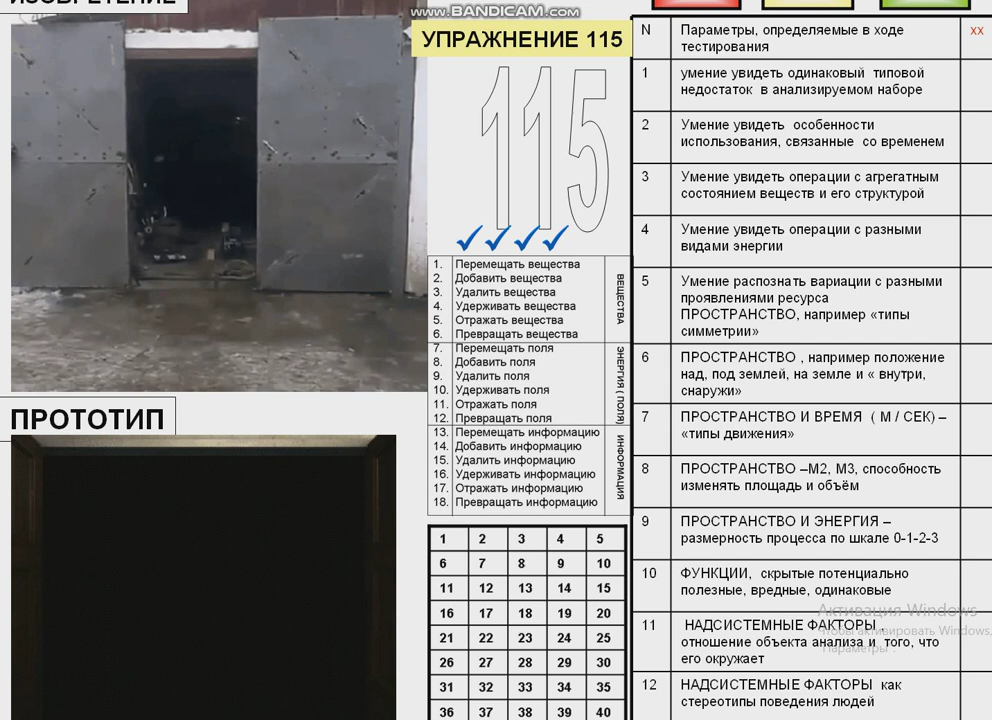 ИЗОБРЕТЕНИЕ
www.BANDICAM.com
УПРАЖНЕНИЕ 115
115
1. Перемещать вещества
2. Добавить вещества
3. Удалить вещества
4. Удерживать вещества
5. Отражать вещества
6. Превращать вещества
ВЕЩЕСТВА
7. Перемещать поля
8. Добавить поля
9. Удалить поля
10. Удерживать поля
11. Отражать поля
12. Превращать поля
ЭНЕРГИЯ ( ПОЛЯ)
13. Перемещать информацию
14. Добавить информацию
15. Удалить информацию
16. Удерживать информацию
17. Отражать информацию
18. Превращать информацию
ИНФОРМАЦИЯ
ПРОТОТИП
1 2 3 4 5
6 7 8 9 10
11 12 13 14 15
16 17 18 19 20
21 22 23 24 25
26 27 28 29 30
31 32 33 34 35
36 37 38 39 40
N Параметры, определяемые в ходе xx
тестирования
1 умение увидеть одинаковый типовой
недостаток в анализируемом наборе
2 Умение увидеть особенности
использования, связанные со временем
3 Умение увидеть операции с агрегатным
состоянием веществ и его структурой
4 Умение увидеть операции с разными
видами энергии
5 Умение распознать вариации с разными
проявлениями ресурса
ПРОСТРАНСТВО, например «типы
симметрии»
6 ПРОСТРАНСТВО , например положение
над, под землей, на земле и « внутри,
снаружи»
7 ПРОСТРАНСТВО И ВРЕМЯ ( М / СЕК) –
«типы движения»
8 ПРОСТРАНСТВО –М2, М3, способность
изменять площадь и объём
9 ПРОСТРАНСТВО И ЭНЕРГИЯ –
размерность процесса по шкале 0-1-2-3
10 ФУНКЦИИ, скрытые потенциально
полезные, вредные, одинаковые
11 НАДСИСТЕМНЫЕ ФАКТОРЫ ,
отношение объекта анализа и того, что
его окружает
12 НАДСИСТЕМНЫЕ ФАКТОРЫ как
стереотипы поведения людей
Активация Windows
Чтобы активировать Windows,
"Параметры".